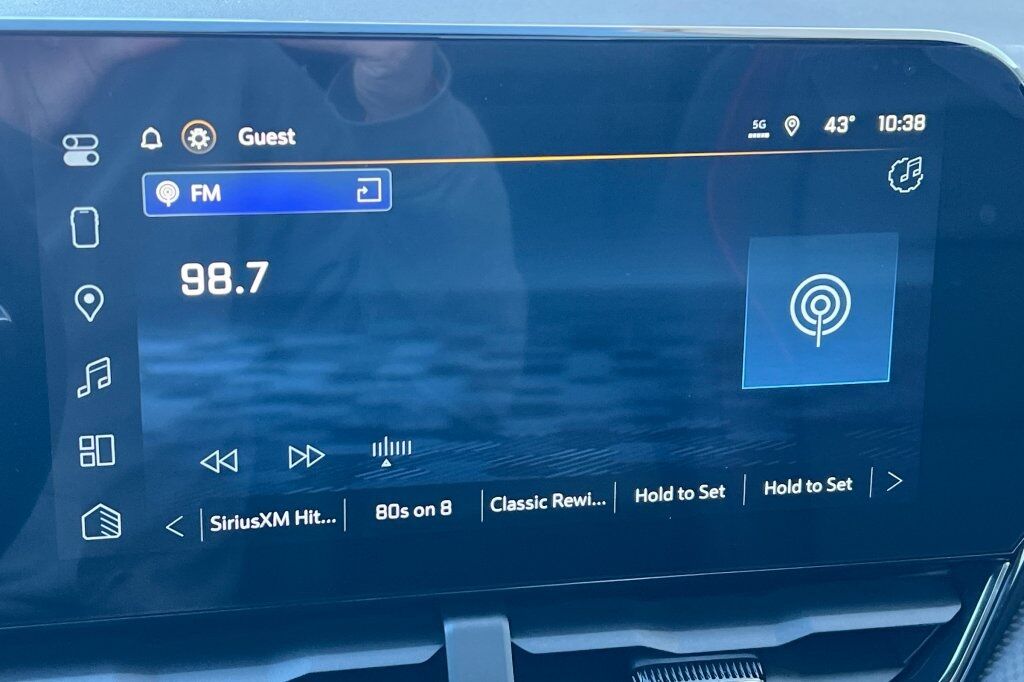 Guest
5G
43°
10:38
FM
98.7
SiriusXM Hit...
80s on 8
Classic Rewi...
Hold to Set
Hold to Set